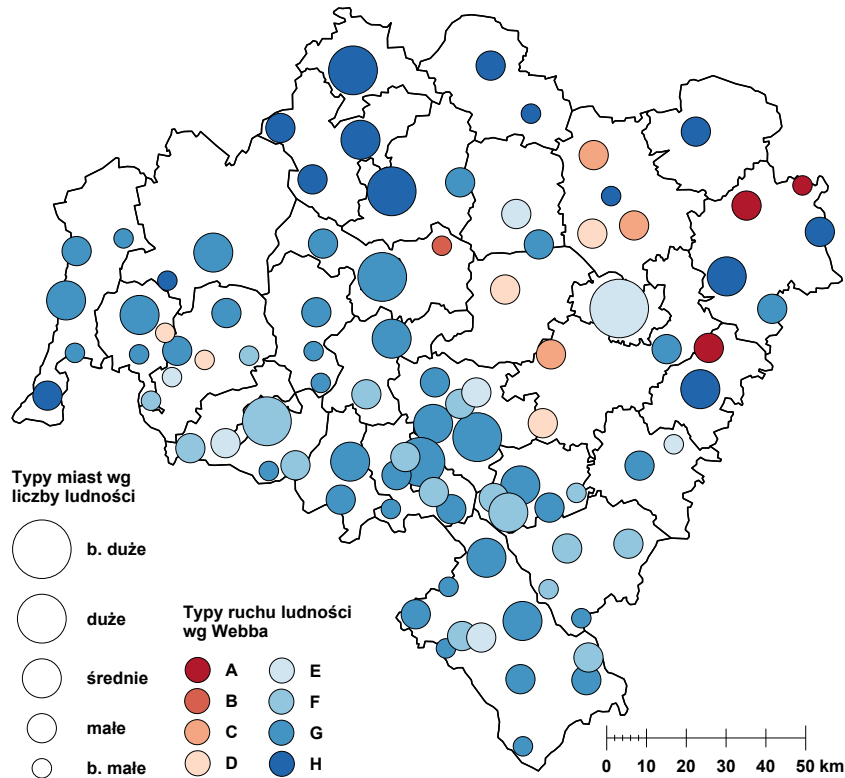 Typy miast wg
liczby ludności
b. duże
duże
średnie
małe
b. małe
Typy ruchu ludności
wg Webba
A E
B F
C G
D H
0 10 20 30 40 50 km